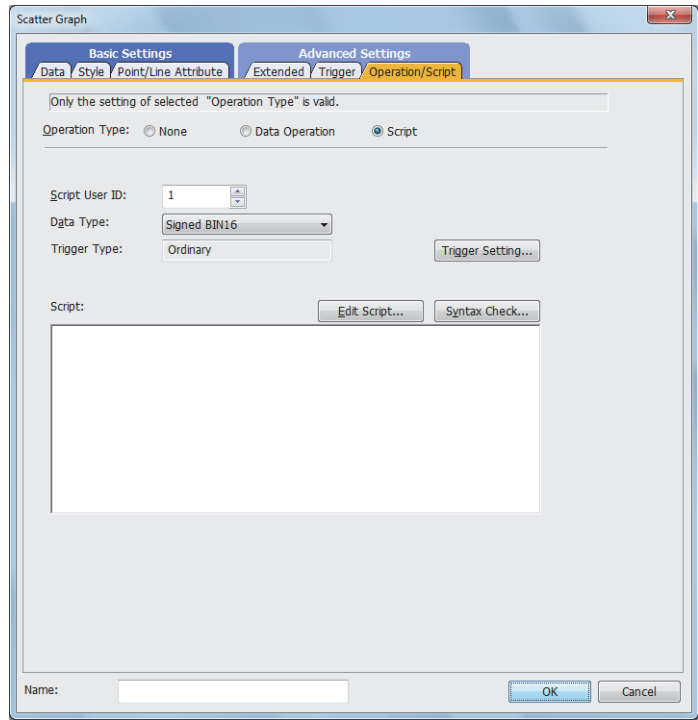 Scatter Graph
Basic Settings Advanced Settings
Data Style Point/Line Attribute Extended Trigger Operation/Script
Only the setting of selected "Operation Type" is valid.
Operation Type: None Data Operation Script
Script User ID: 1
Data Type: Signed BIN16
Trigger Type: Ordinary Trigger Setting...
Script: Edit Script... Syntax Check...
Name: OK Cancel